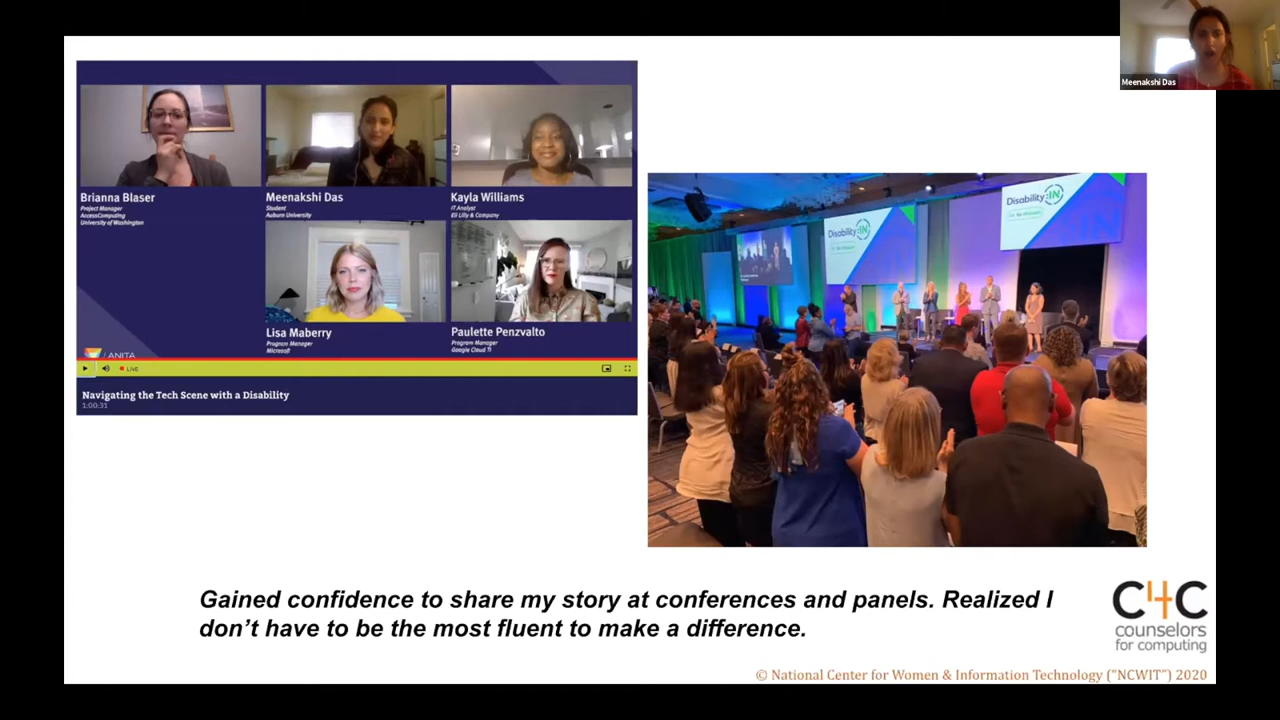 Meenakshi Das
Brianna Blaser
Project Manager
AccessComputing
University of Washington
Meenakshi Das
Student
Auburn University
Kayla Williams
IT Analyst
Eli Lilly & Company
Lisa Maberry
Program Manager
Microsoft
Paulette Penzvalto
Program Manager
Google Cloud TI
/ ANITA
LIVE
Navigating the Tech Scene with a Disability
1:00:31
Disability:IN
Disability:IN
Gained confidence to share my story at conferences and panels. Realized I
don't have to be the most fluent to make a difference.
C4C
counselors
for computing
© National Center for Women & Information Technology ("NCWIT") 2020